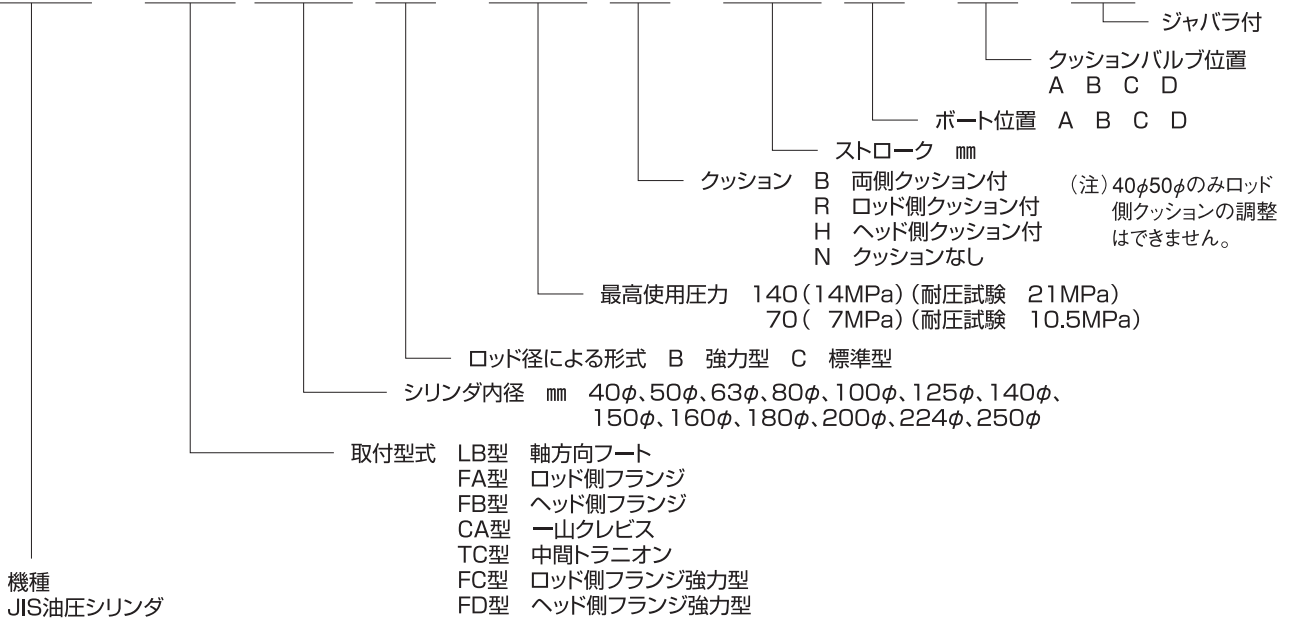 ジャバラ付
クッションバルブ位置
A B C D
ボート位置 A B C D
ストローク ㎜
クッション B 両側クッション付
R ロッド側クッション付
H ヘッド側クッション付
N クッションなし
(注)40φ50φのみロッド
側クッションの調整
はできません。
最高使用圧力 140(14MPa)(耐圧試験 21MPa)
70( 7MPa)(耐圧試験 10.5MPa)
ロッド径による形式 B 強力型 C 標準型
シリンダ内径 ㎜ 40φ、50φ、63φ、80φ、100φ、125φ、140φ、
150φ、160φ、180φ、200φ、224φ、250φ
取付型式 LB型 軸方向フート
FA型 ロッド側フランジ
FB型 ヘッド側フランジ
CA型 一山クレビス
TC型 中間トラニオン
FC型 ロッド側フランジ強力型
FD型 ヘッド側フランジ強力型
機種
JIS油圧シリンダ